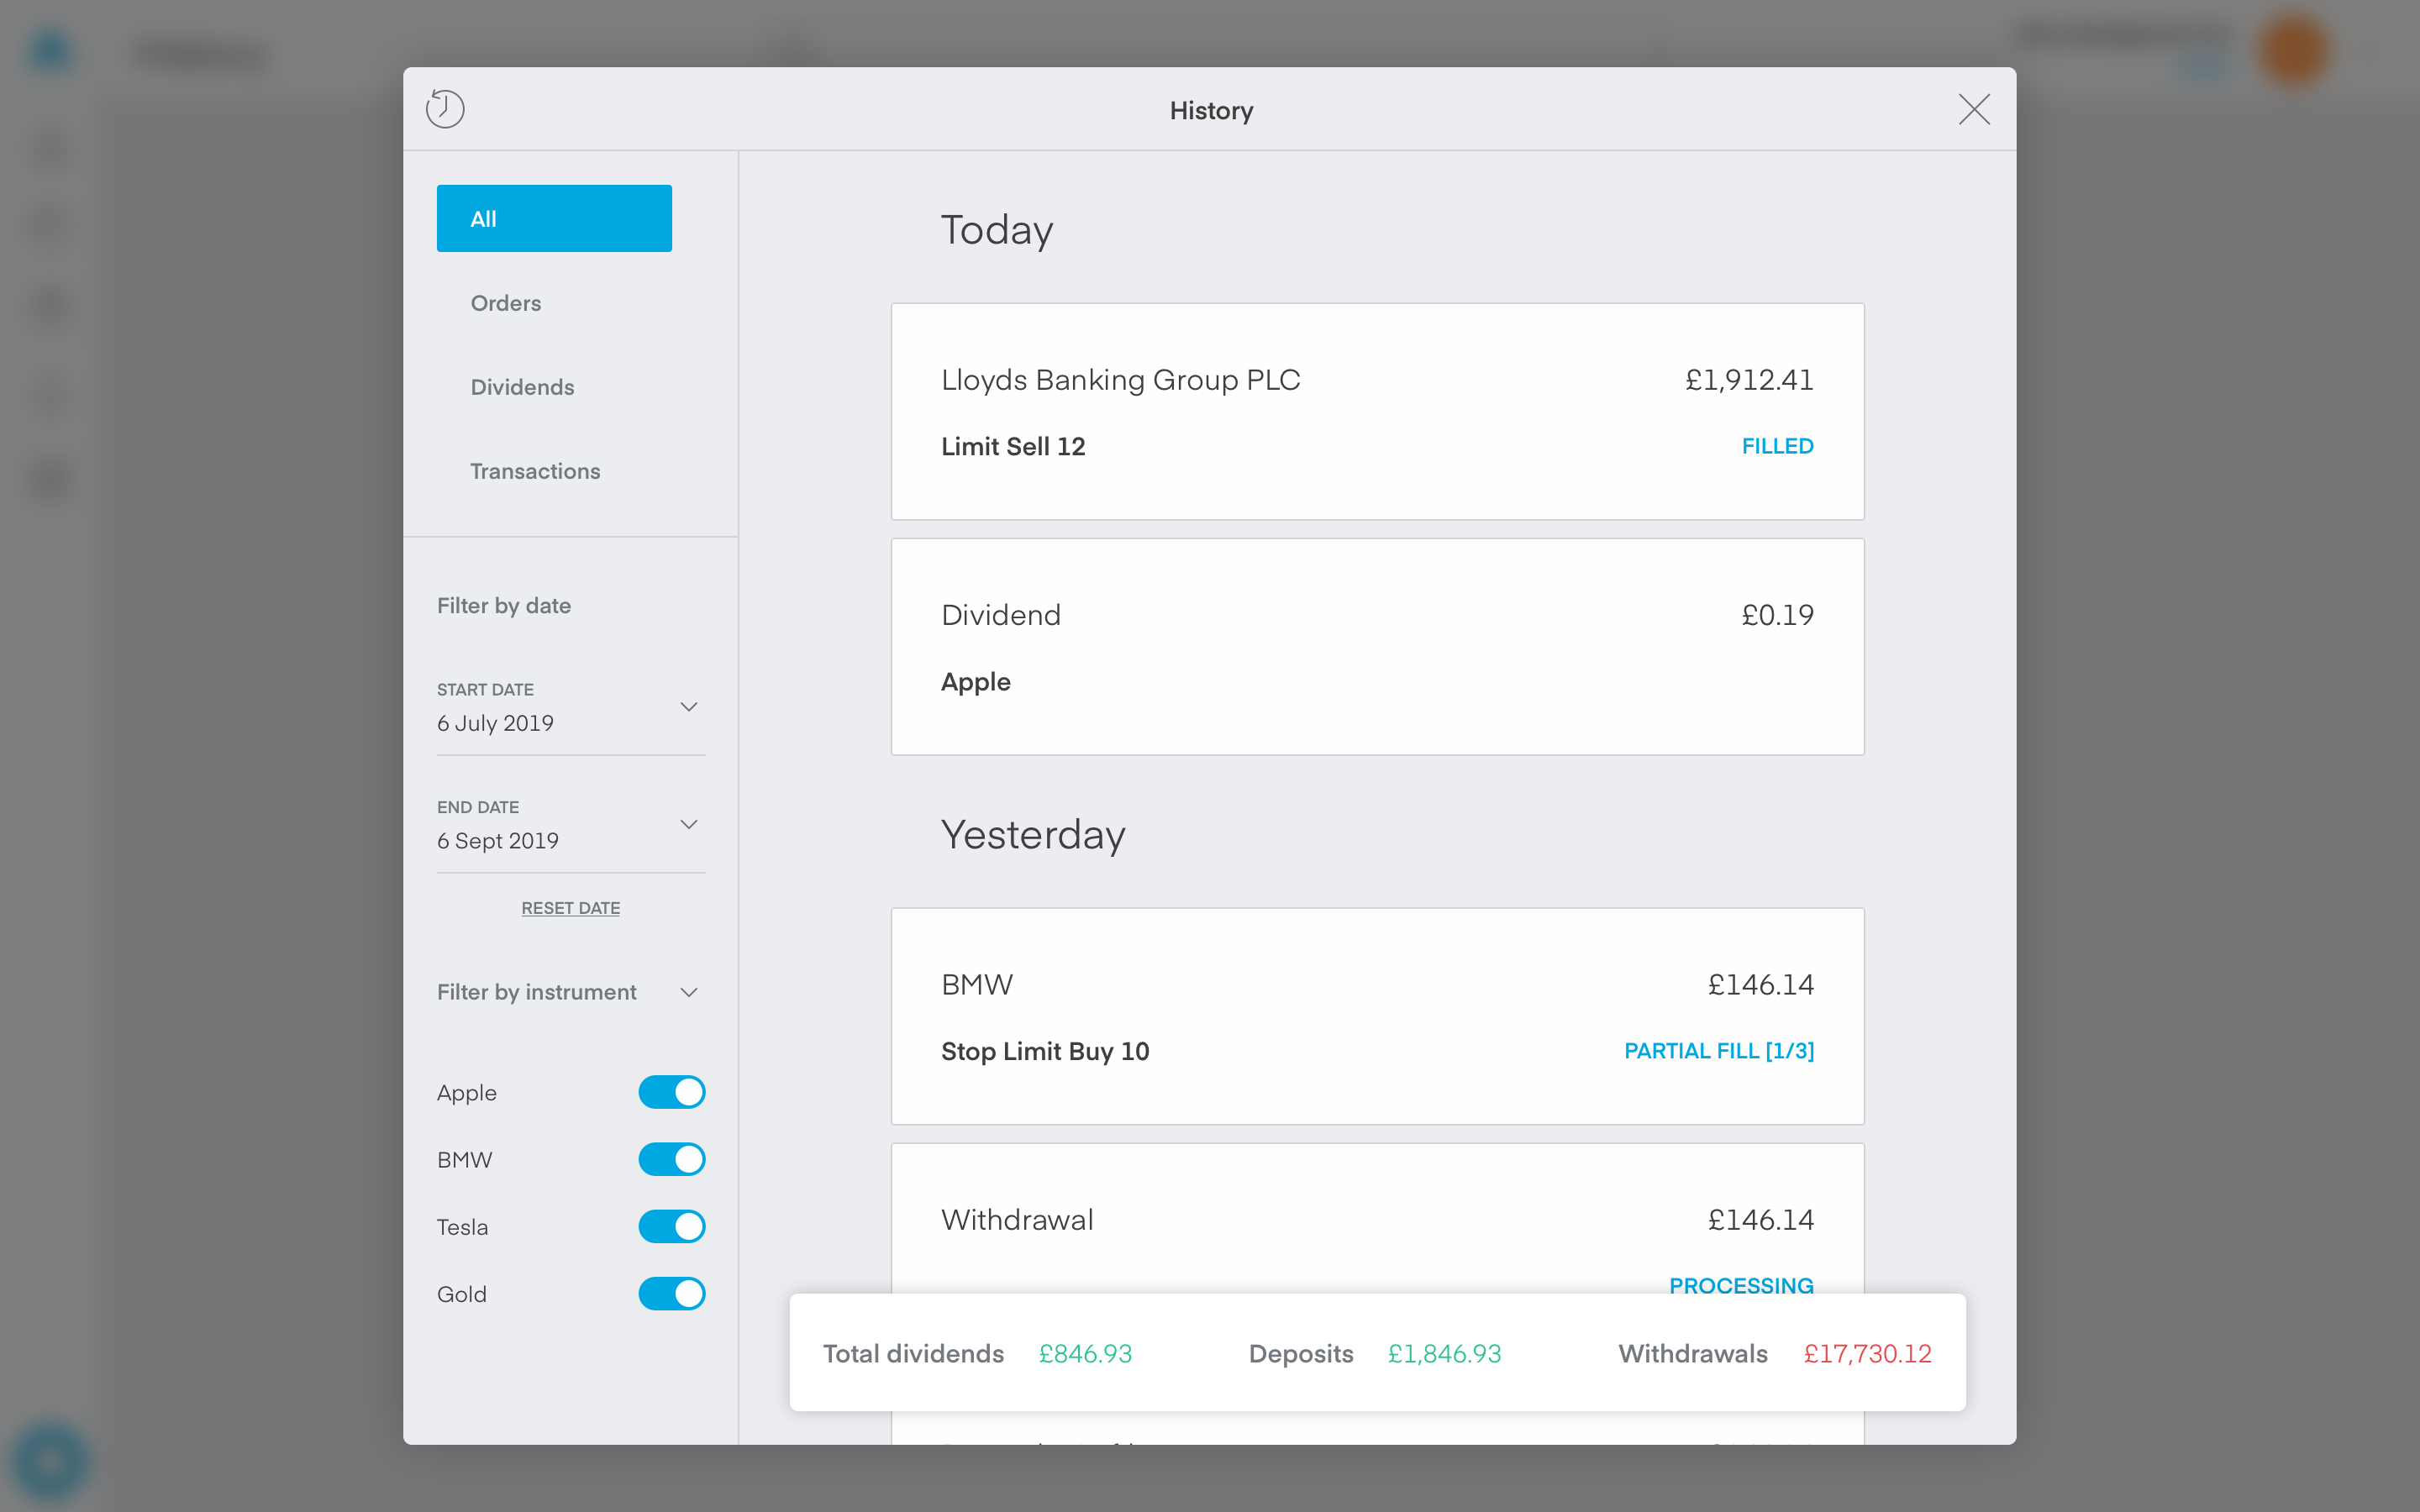 History
All
Orders
Dividends
Transactions
Filter by date
START DATE
6 July 2019
END DATE
6 Sept 2019
RESET DATE
Filter by instrument
Apple
BMW
Tesla
Gold
Today
Lloyds Banking Group PLC £1,912.41
Limit Sell 12 FILLED
Dividend £0.19
Apple
Yesterday
BMW £146.14
Stop Limit Buy 10 PARTIAL FILL [1/3]
Withdrawal £146.14
PROCESSING
Total dividends £846.93 Deposits £1,846.93 Withdrawals £17,730.12